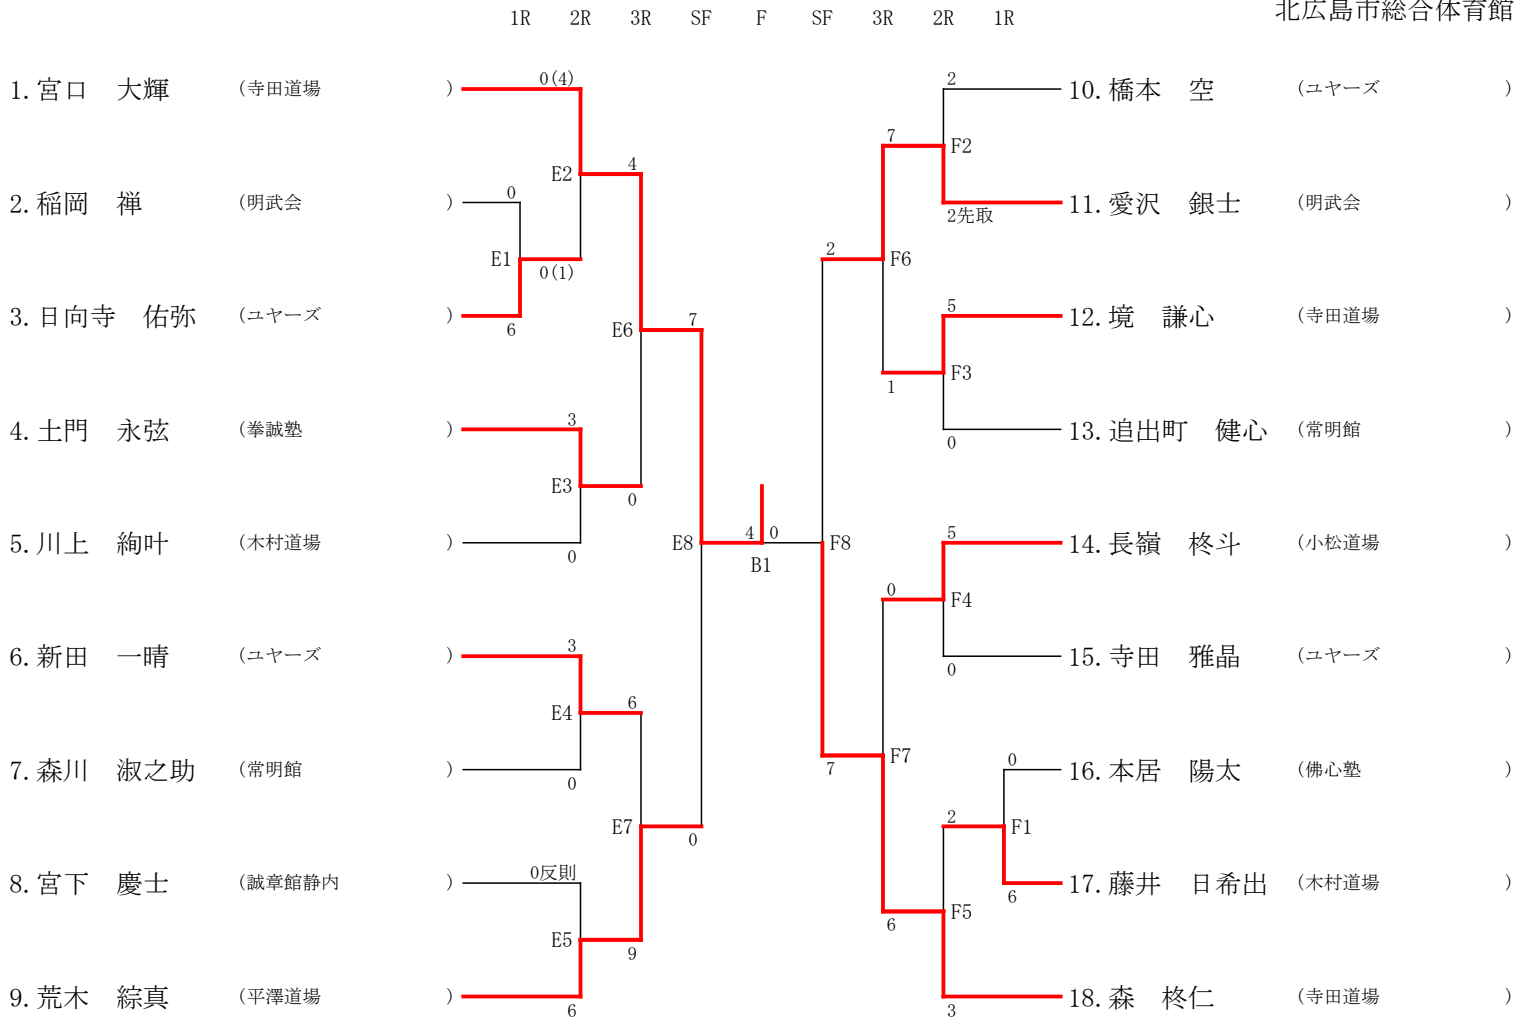 北広島市総合体育館
1R 2R 3R SF F SF 3R 2R 1R
0(4) 2
1. 宮口 大輝 (寺田道場 ) 10. 橋本 空 (ユヤーズ )
7
E2 4 F2
0
2. 稲岡 禅 (明武会 ) 11. 愛沢 銀士 (明武会 )
2先取
2
E1 F6
0(1)
5
3. 日向寺 佑弥 (ユヤーズ ) 12. 境 謙心 (寺田道場 )
6 E6 7
F3
1
3
4. 土門 永弦 (拳誠塾 ) 13. 追出町 健心 (常明館 )
0
E3
0
4 0 5
5. 川上 絢叶 (木村道場 ) E8 F8 14. 長嶺 柊斗 (小松道場 )
0 B1
0 F4
3
6. 新田 一晴 (ユヤーズ ) 15. 寺田 雅晶 (ユヤーズ )
0
E4 6
F7 0
7. 森川 淑之助 (常明館 ) 7 16. 本居 陽太 (佛心塾 )
0
2
E7 0 F1
0反則
8. 宮下 慶士 (誠章館静内 ) 17. 藤井 日希出 (木村道場 )
6
F5
6
E5
9
9. 荒木 綜真 (平澤道場 ) 18. 森 柊仁 (寺田道場 )
6 3